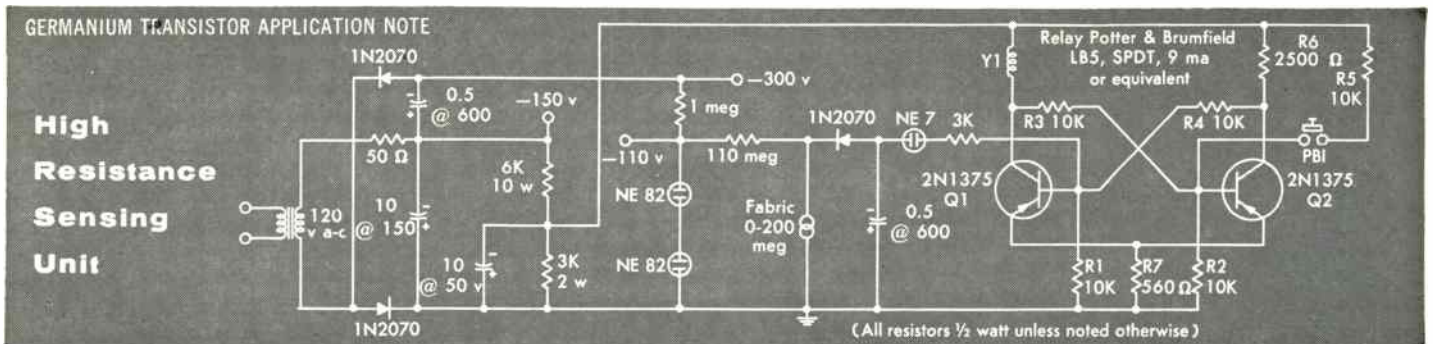 GERMANIUM TRANSISTOR APPLICATION NOTE
High
Resistance
Sensing
Unit
120
v a-c
1N2070
0.5
@ 600
50 Ω
10
@ 150
1N2070
—150 v
6K
10 w
10
@ 50 v
3K
2 w
—300 v
1 meg
—110 v
NE 82
NE 82
110 meg
Fabric
0-200
meg
1N2070
NE 7
3K
0.5
@ 600
Y1
Relay Potter & Brumfield
LB5, SPDT, 9 ma
or equivalent
R3 10K
R4 10K
R6
2500 Ω
R5
10K
PBI
2N1375
Q1
2N1375
Q2
R1
10K
R7
560 Ω
R2
10K
(All resistors ½ watt unless noted otherwise)